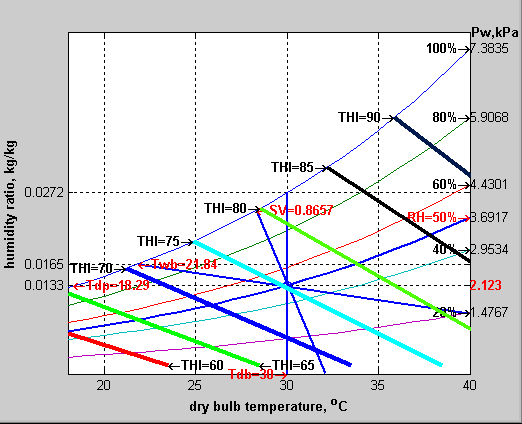 Pw,kPa
100% 7.3835
THI=90 80% 5.9068
THI=85
60% 4.4301
0.0272
THI=80 SV=0.8657 RH=50% 3.6917
THI=75
40% 2.9534
0.0165 THI=70 Twb=21.84
0.0133 Tdp=18.29 2.123
20% 1.4767
THI=60 THI=65
Tdb=30
20 25 30 35 40
dry bulb temperature, °C
humidity ratio, kg/kg